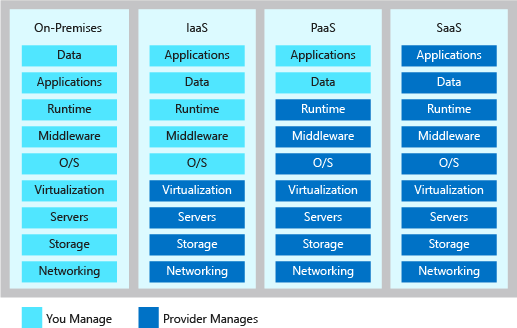 On-Premises IaaS PaaS SaaS
Data Applications Applications Applications
Applications Data Data Data
Runtime Runtime Runtime Runtime
Middleware Middleware Middleware Middleware
O/S O/S O/S O/S
Virtualization Virtualization Virtualization Virtualization
Servers Servers Servers Servers
Storage Storage Storage Storage
Networking Networking Networking Networking
You Manage Provider Manages